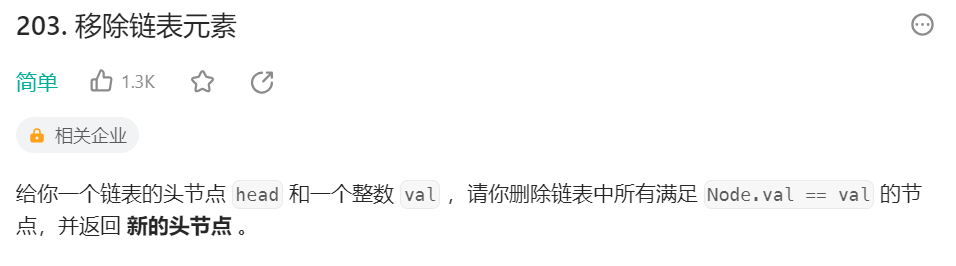 203. 移除链表元素
简单 1.3K
相关企业
给你一个链表的头节点 head 和一个整数 val ，请你删除链表中所有满足 Node.val == val 的节
点，并返回 新的头节点 。